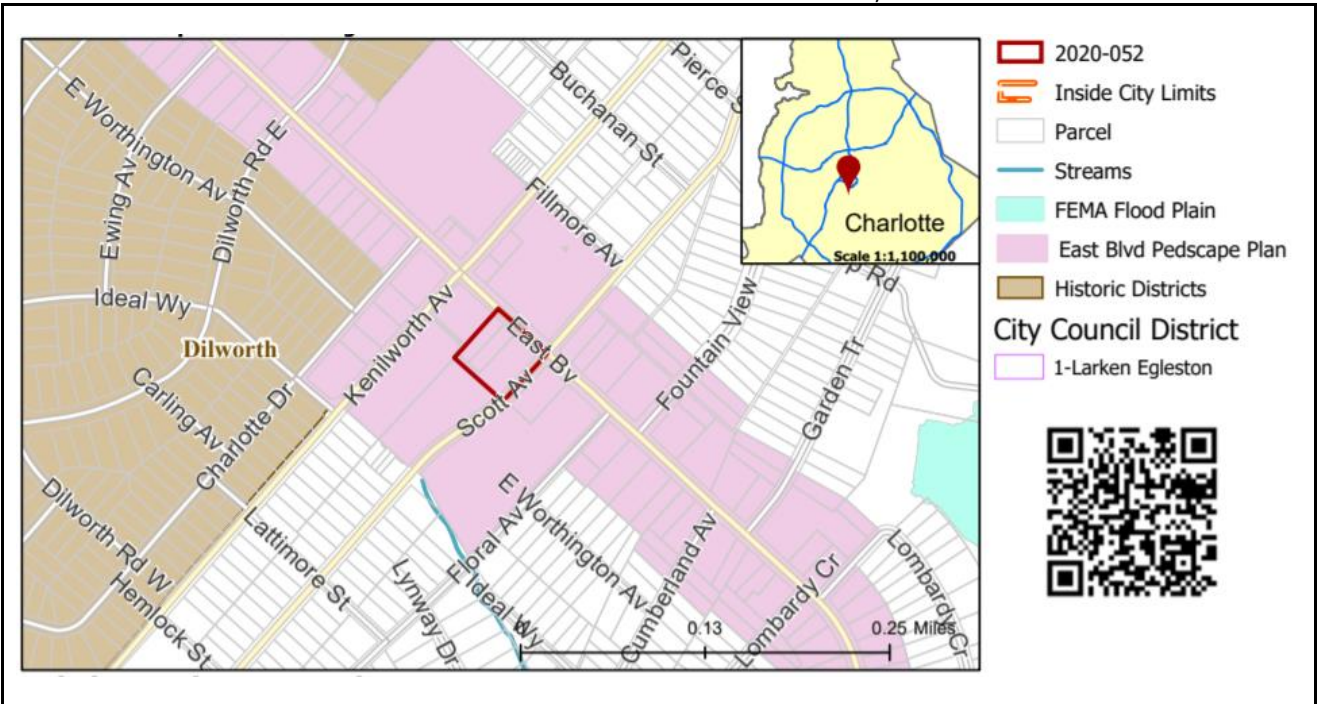 E Worthington Av
Ewing Av
Dilworth Rd E
Ideal Wy
Dilworth
Carling Av
Charlotte Dr
Dilworth Rd W
Hemlock St
Lattimore St
Lynway Dr
Kenilworth Av
Scott Av
East Bv
Buchanan St
Pierce
Fillmore Av
Fountain View
Garden Tr
Rd
E Worthington Av
Ideal Wy
Cumberland Av
Lombardy Cr
Lombardy Cr
0 0.13 0.25 Miles
Charlotte
Scale 1:1,100,000
2020-052
Inside City Limits
Parcel
Streams
FEMA Flood Plain
East Blvd Pedscape Plan
Historic Districts
City Council District
1-Larken Egleston